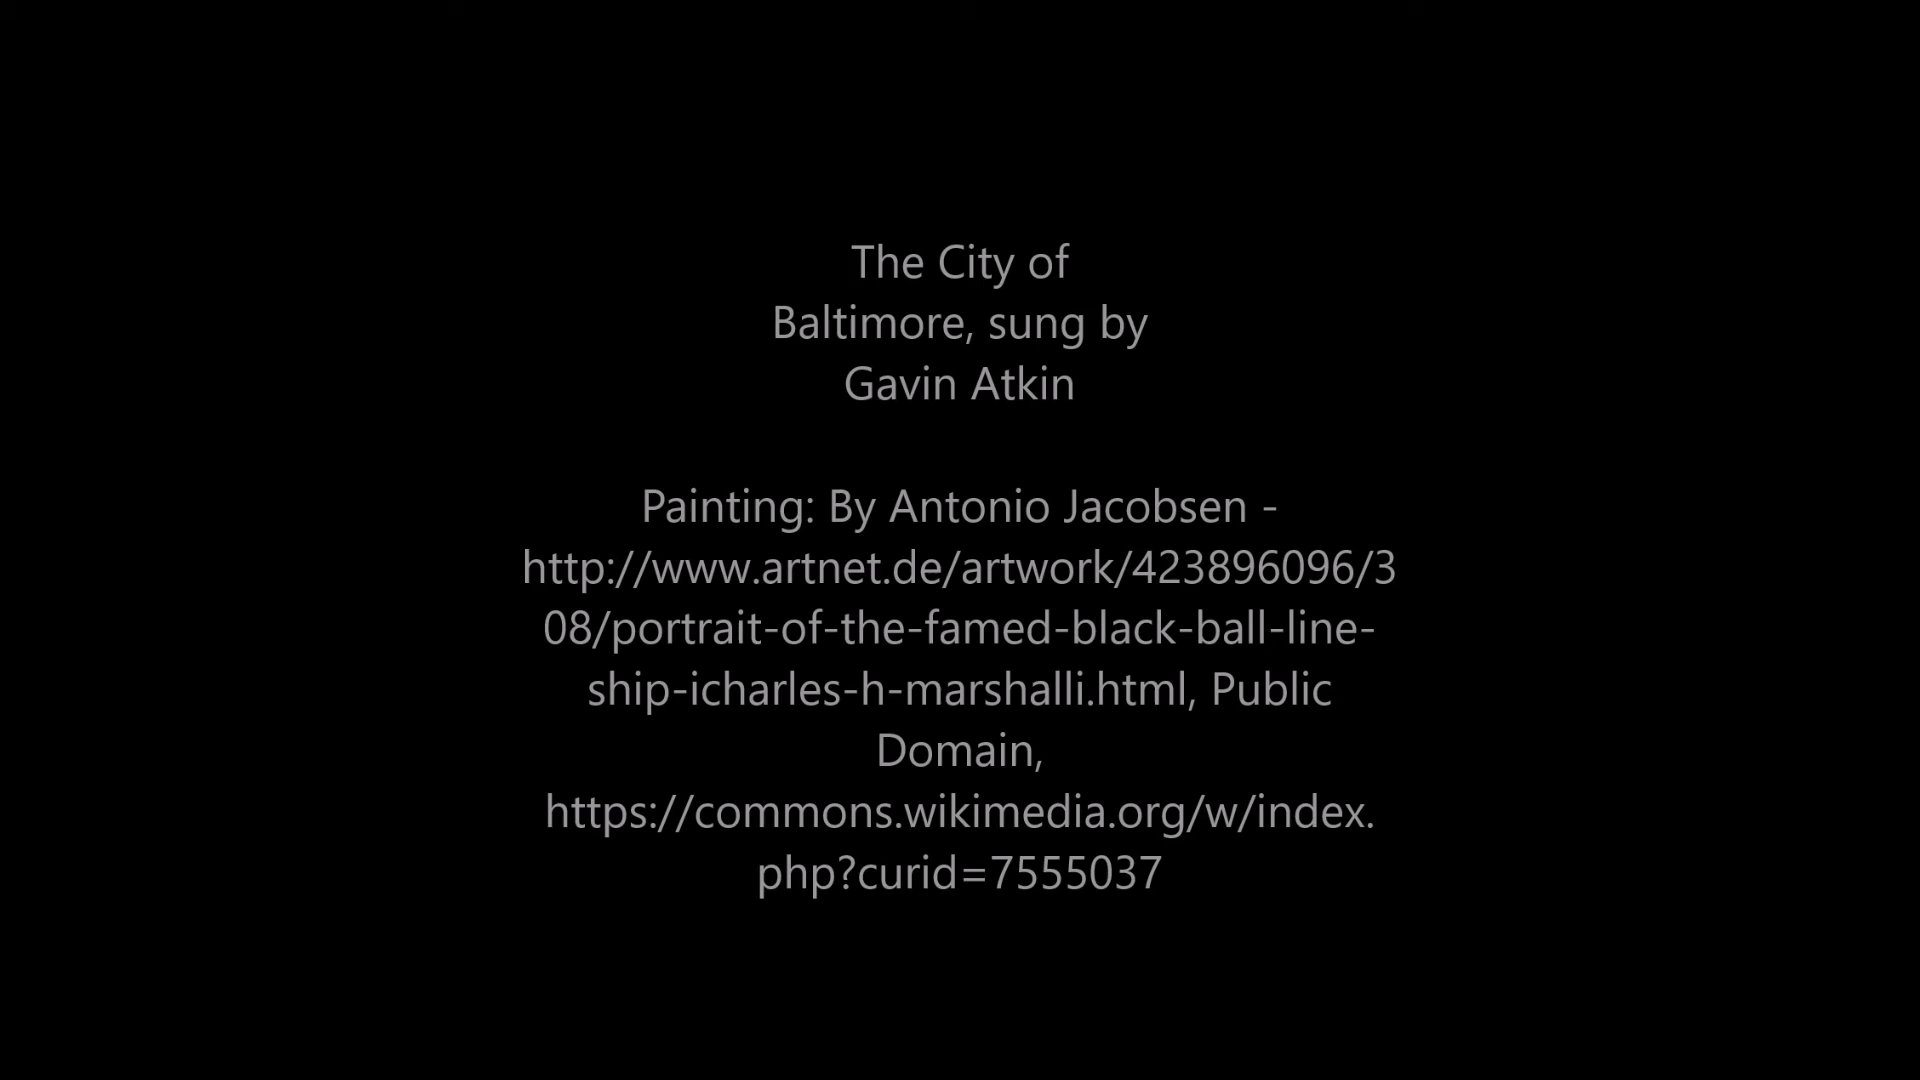 The City of
Baltimore, sung by
Gavin Atkin
Painting: By Antonio Jacobsen -
http://www.artnet.de/artwork/423896096/3
08/portrait-of-the-famed-black-ball-line-
ship-icharles-h-marshalli.html, Public
Domain,
https://commons.wikimedia.org/w/index.
php?curid=7555037